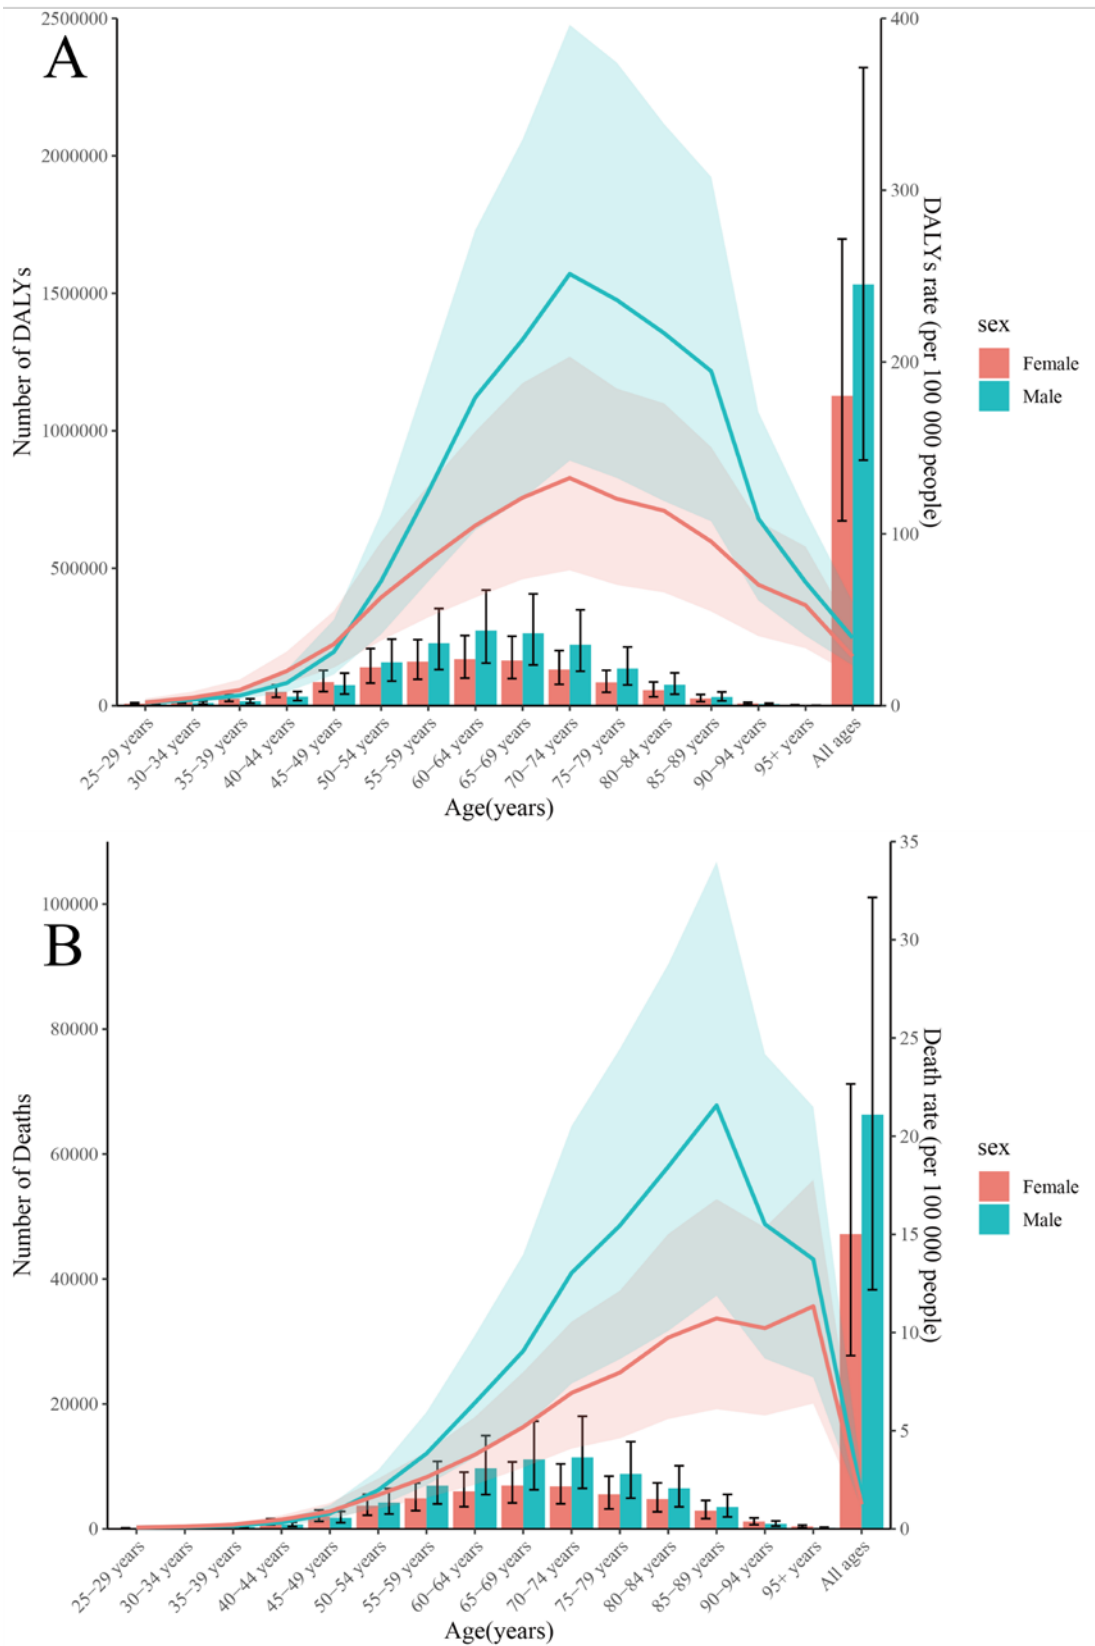 A
2500000
2000000
1500000
1000000
500000
0
Number of DALYs
400
300
200
100
0
DALYs rate (per 100 000 people)
sex
Female
Male
25–29 years
30–34 years
35–39 years
40–44 years
45–49 years
50–54 years
55–59 years
60–64 years
65–69 years
70–74 years
75–79 years
80–84 years
85–89 years
90–94 years
95+ years
All ages
Age(years)
B
100000
80000
60000
40000
20000
0
Number of Deaths
35
30
25
20
15
10
5
0
Death rate (per 100 000 people)
sex
Female
Male
25–29 years
30–34 years
35–39 years
40–44 years
45–49 years
50–54 years
55–59 years
60–64 years
65–69 years
70–74 years
75–79 years
80–84 years
85–89 years
90–94 years
95+ years
All ages
Age(years)